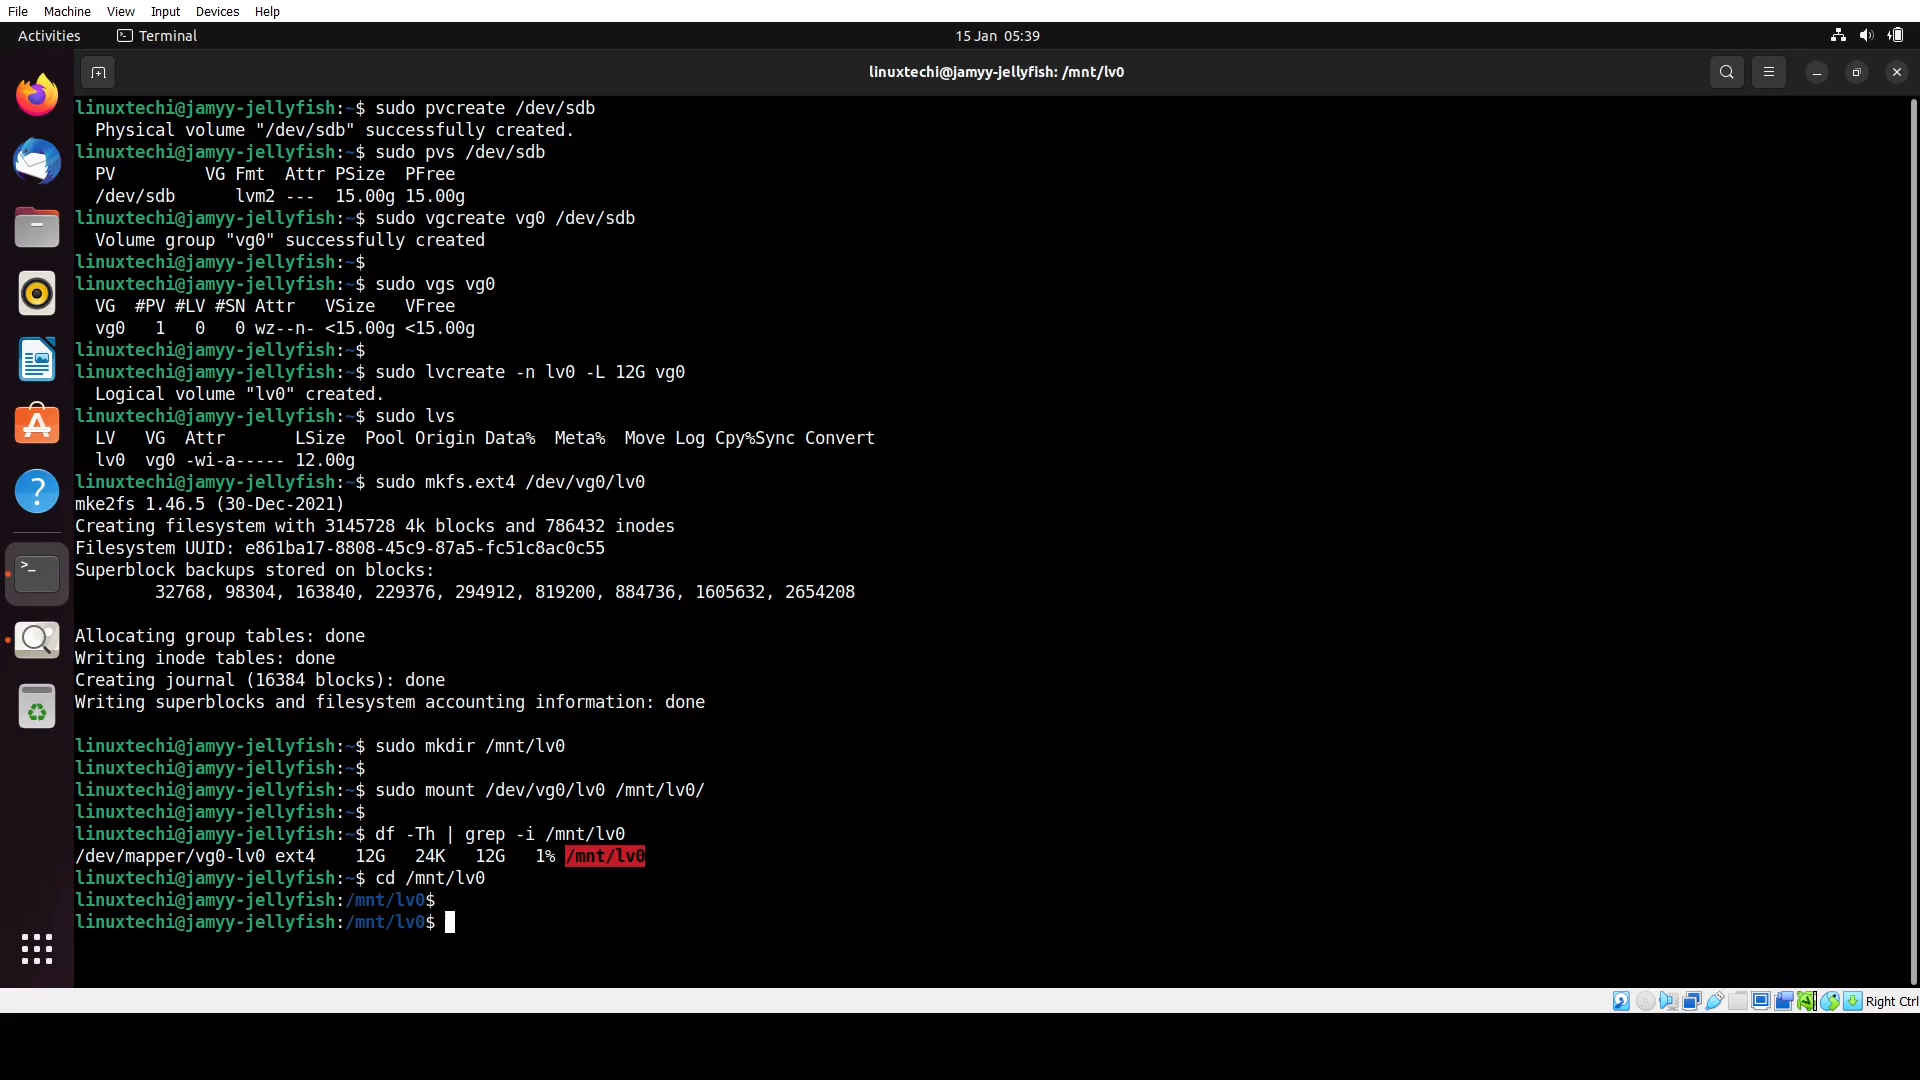 File Machine View Input Devices Help
Activities Terminal 15 Jan 05:39
linuxtechi@jamyy-jellyfish: /mnt/lv0
linuxtechi@jamyy-jellyfish:~$ sudo pvcreate /dev/sdb
  Physical volume "/dev/sdb" successfully created.
linuxtechi@jamyy-jellyfish:~$ sudo pvs /dev/sdb
  PV         VG Fmt  Attr PSize  PFree
  /dev/sdb      lvm2 ---  15.00g 15.00g
linuxtechi@jamyy-jellyfish:~$ sudo vgcreate vg0 /dev/sdb
  Volume group "vg0" successfully created
linuxtechi@jamyy-jellyfish:~$
linuxtechi@jamyy-jellyfish:~$ sudo vgs vg0
  VG  #PV #LV #SN Attr   VSize   VFree
  vg0   1   0   0 wz--n- <15.00g <15.00g
linuxtechi@jamyy-jellyfish:~$
linuxtechi@jamyy-jellyfish:~$ sudo lvcreate -n lv0 -L 12G vg0
  Logical volume "lv0" created.
linuxtechi@jamyy-jellyfish:~$ sudo lvs
  LV   VG  Attr       LSize  Pool Origin Data%  Meta%  Move Log Cpy%Sync Convert
  lv0  vg0 -wi-a----- 12.00g
linuxtechi@jamyy-jellyfish:~$ sudo mkfs.ext4 /dev/vg0/lv0
mke2fs 1.46.5 (30-Dec-2021)
Creating filesystem with 3145728 4k blocks and 786432 inodes
Filesystem UUID: e861ba17-8808-45c9-87a5-fc51c8ac0c55
Superblock backups stored on blocks:
        32768, 98304, 163840, 229376, 294912, 819200, 884736, 1605632, 2654208
Allocating group tables: done
Writing inode tables: done
Creating journal (16384 blocks): done
Writing superblocks and filesystem accounting information: done
linuxtechi@jamyy-jellyfish:~$ sudo mkdir /mnt/lv0
linuxtechi@jamyy-jellyfish:~$
linuxtechi@jamyy-jellyfish:~$ sudo mount /dev/vg0/lv0 /mnt/lv0/
linuxtechi@jamyy-jellyfish:~$
linuxtechi@jamyy-jellyfish:~$ df -Th | grep -i /mnt/lv0
/dev/mapper/vg0-lv0 ext4    12G   24K   12G   1% /mnt/lv0
linuxtechi@jamyy-jellyfish:~$ cd /mnt/lv0
linuxtechi@jamyy-jellyfish:/mnt/lv0$
linuxtechi@jamyy-jellyfish:/mnt/lv0$
Right Ctrl